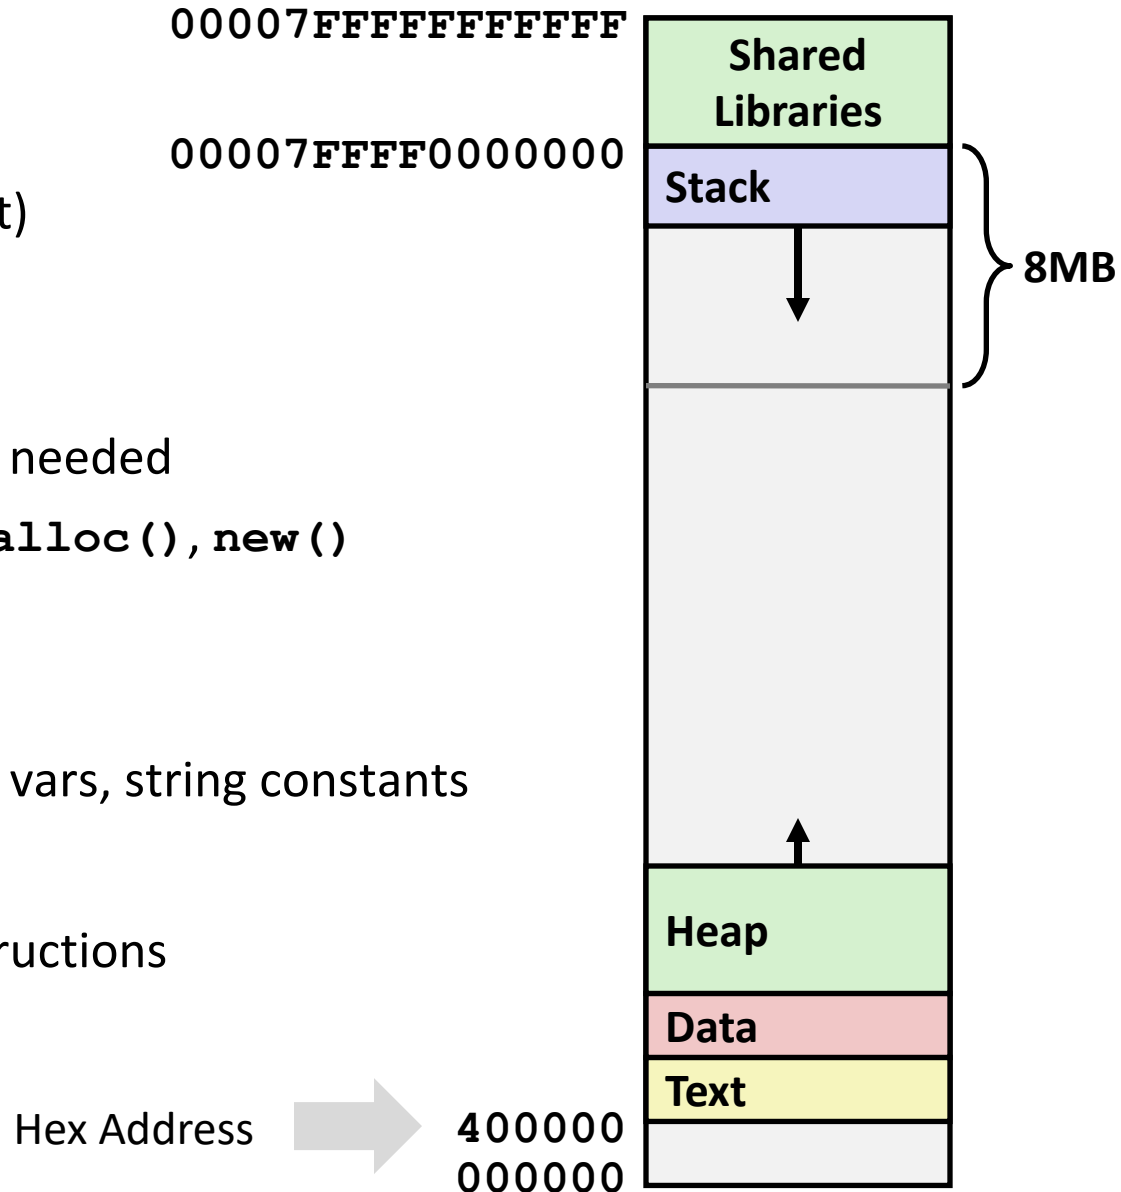 00007FFFFFFFFFFF
Shared
Libraries
00007FFFF0000000
Stack
t)
8MB
needed
alloc(), new()
vars, string constants
Heap
ructions
Data
Text
Hex Address
400000
000000